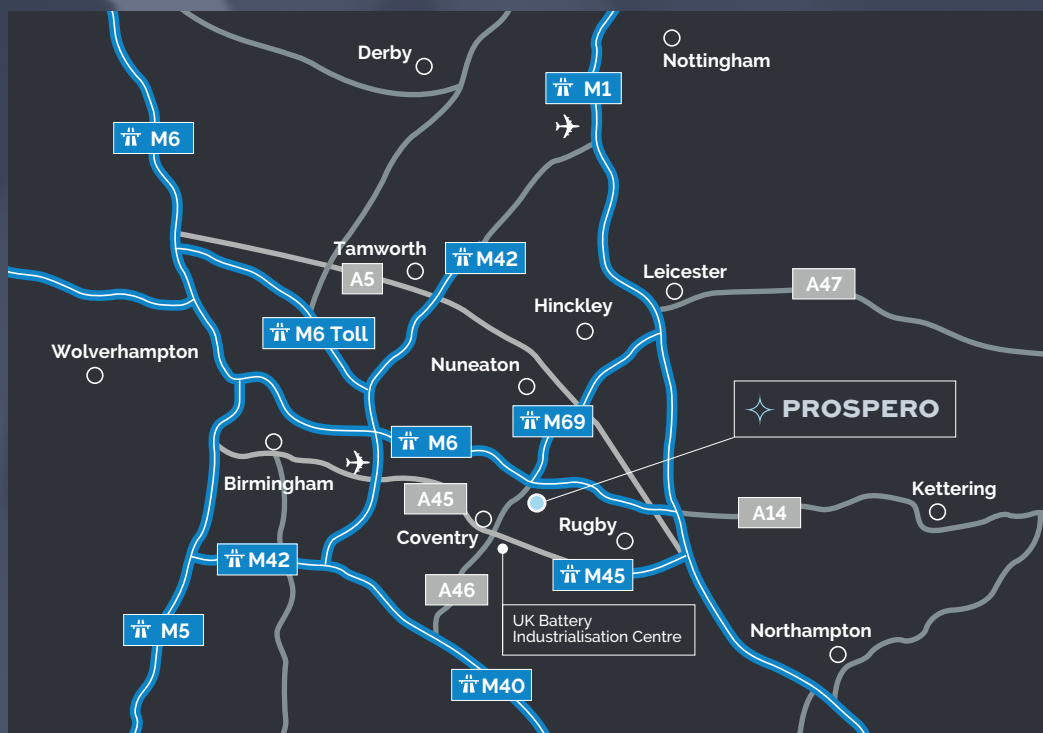 Derby
Nottingham
M1
M6
Tamworth
M42
A5
Leicester
A47
Hinckley
M6 Toll
Wolverhampton
Nuneaton
PROSPERO
M69
M6
Birmingham
A45
Kettering
A14
Coventry
Rugby
M42
M45
A46
UK Battery
Industrialisation Centre
M5
Northampton
M40